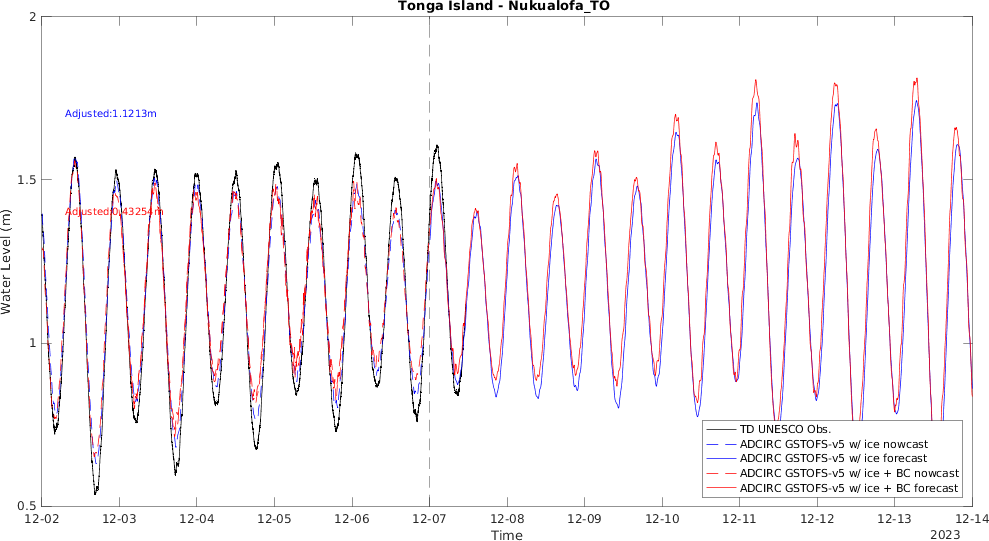 Tonga Island - Nukualofa_TO
2
Adjusted:1.1213m
1.5
Adjusted:0.43254m
Water Level (m)
1
TD UNESCO Obs.
ADCIRC GSTOFS-v5 w/ ice nowcast
ADCIRC GSTOFS-v5 w/ ice forecast
ADCIRC GSTOFS-v5 w/ ice + BC nowcast
ADCIRC GSTOFS-v5 w/ ice + BC forecast
0.5
12-02 12-03 12-04 12-05 12-06 12-07 12-08 12-09 12-10 12-11 12-12 12-13 12-14
Time
2023